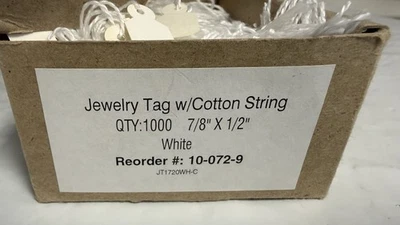 Jewelry Tag w/Cotton String
QTY:1000 7/8" X 1/2"
White
Reorder #: 10-072-9
JT1720WH-C